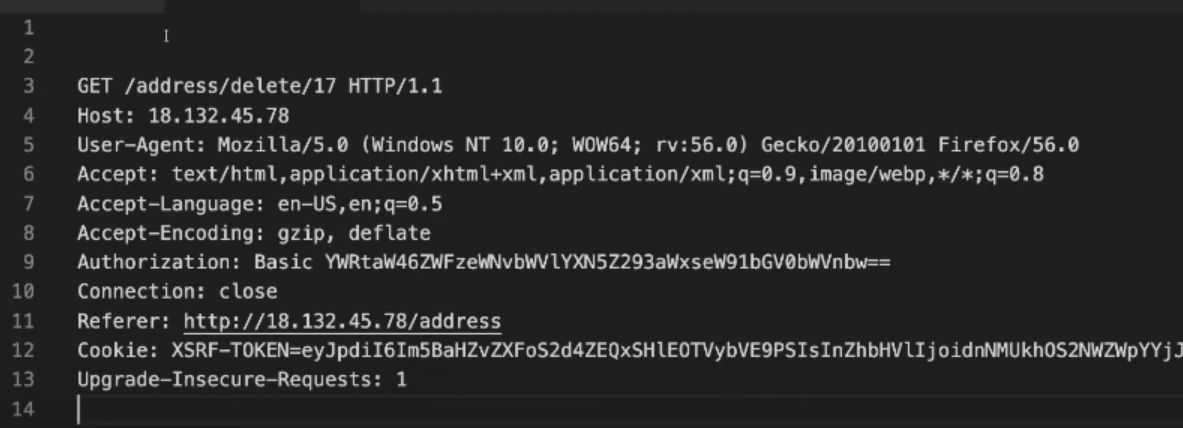 1
2
3 GET /address/delete/17 HTTP/1.1
4 Host: 18.132.45.78
5 User-Agent: Mozilla/5.0 (Windows NT 10.0; WOW64; rv:56.0) Gecko/20100101 Firefox/56.0
6 Accept: text/html,application/xhtml+xml,application/xml;q=0.9,image/webp,*/*;q=0.8
7 Accept-Language: en-US,en;q=0.5
8 Accept-Encoding: gzip, deflate
9 Authorization: Basic YWRtaW46ZWFzeWNvbWVlYXN5Z293aWxseW91bGV0bWVnbw==
10 Connection: close
11 Referer: http://18.132.45.78/address
12 Cookie: XSRF-TOKEN=eyJpdiI6Im5BaHZvZXFoS2d4ZEQxSHlEOTVybVE9PSIsInZhbHVlIjoidnNMUkhOS2NWZWpYYjJ
13 Upgrade-Insecure-Requests: 1
14